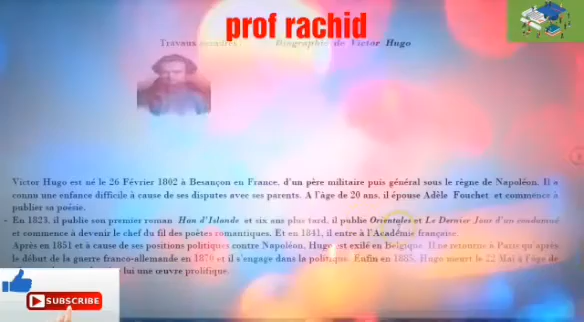 prof rachid
Travaux encadrés : Biographie de Victor Hugo
Victor Hugo est né le 26 Février 1802 à Besançon en France, d'un père militaire puis général sous le règne de Napoléon. Il a
connu une enfance difficile à cause de ses disputes avec ses parents. A l'âge de 20 ans, il épouse Adèle Fouchet et commence à
publier sa poésie.
- En 1823, il publie son premier roman Han d'Islande et six ans plus tard, il publie Orientales et Le Dernier Jour d'un condamné
et commence à devenir le chef du fil des poètes romantiques. Et en 1841, il entre à l'Académie française.
Après en 1851 et à cause de ses positions politiques contre Napoléon, Hugo est exilé en Belgique. Il ne retourne à Paris qu'après
le début de la guerre franco-allemande en 1870 et il s'engage dans la politique. Enfin en 1885, Hugo meurt le 22 Mai à l'âge de
lui une œuvre prolifique.
SUBSCRIBE